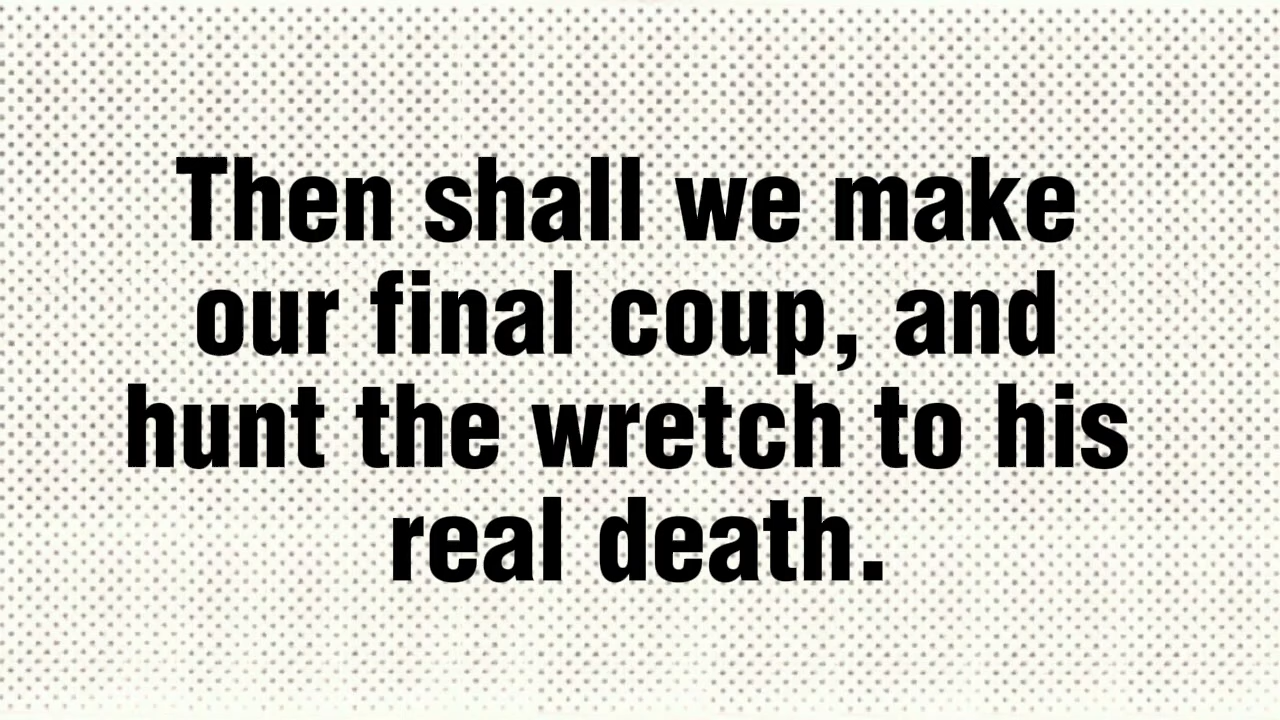 Then shall we make
our final coup, and
hunt the wretch to his
real death.